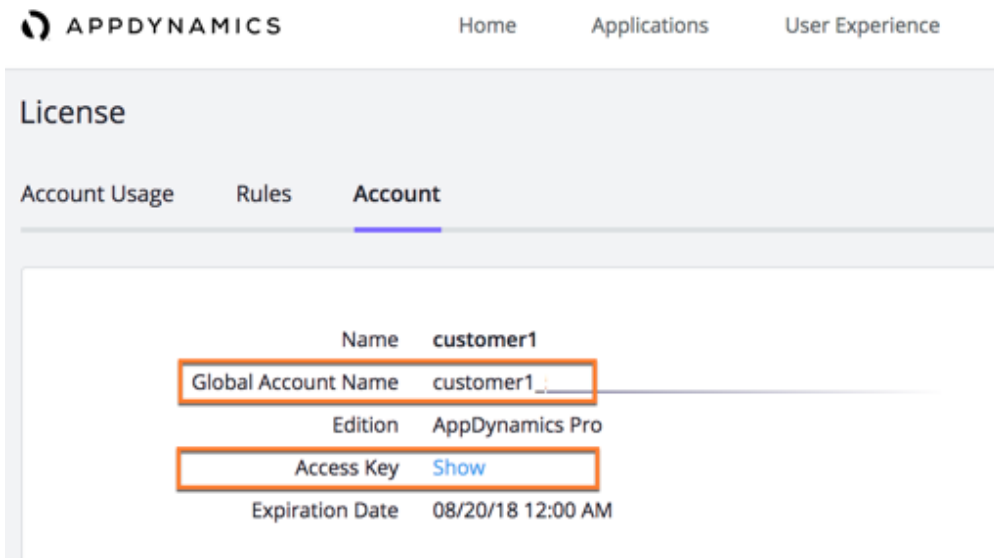 APPDYNAMICS Home Applications User Experience
License
Account Usage Rules Account
Name customer1
Global Account Name customer1_
Edition AppDynamics Pro
Access Key Show
Expiration Date 08/20/18 12:00 AM